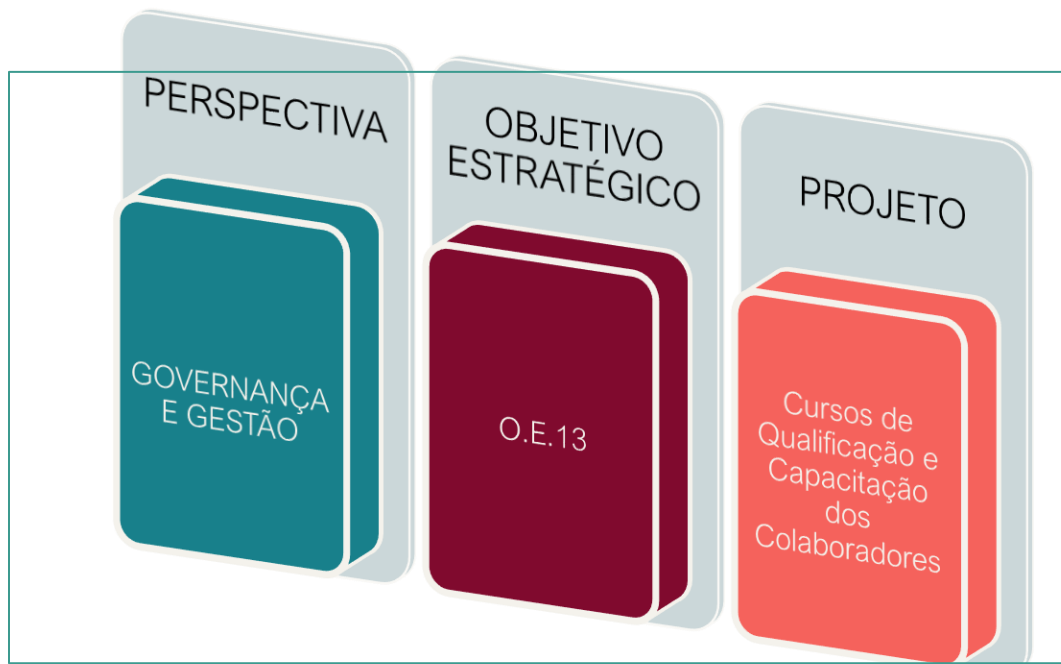 PERSPECTIVA
GOVERNANÇA
E GESTÃO
OBJETIVO
ESTRATÉGICO
O.E.13
PROJETO
Cursos de
Qualificação e
Capacitação
dos
Colaboradores